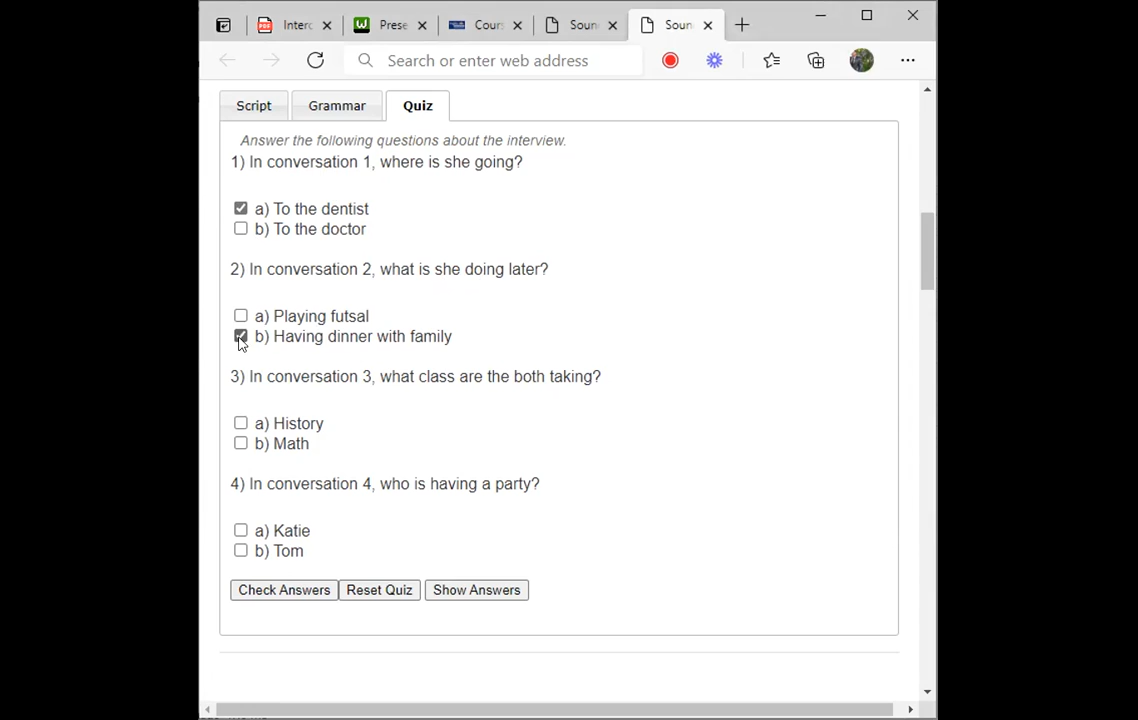 Interc
Prese
Cours
Soun
Soun
Search or enter web address
Script Grammar Quiz
Answer the following questions about the interview.
1) In conversation 1, where is she going?
a) To the dentist
b) To the doctor
2) In conversation 2, what is she doing later?
a) Playing futsal
b) Having dinner with family
3) In conversation 3, what class are the both taking?
a) History
b) Math
4) In conversation 4, who is having a party?
a) Katie
b) Tom
Check Answers Reset Quiz Show Answers